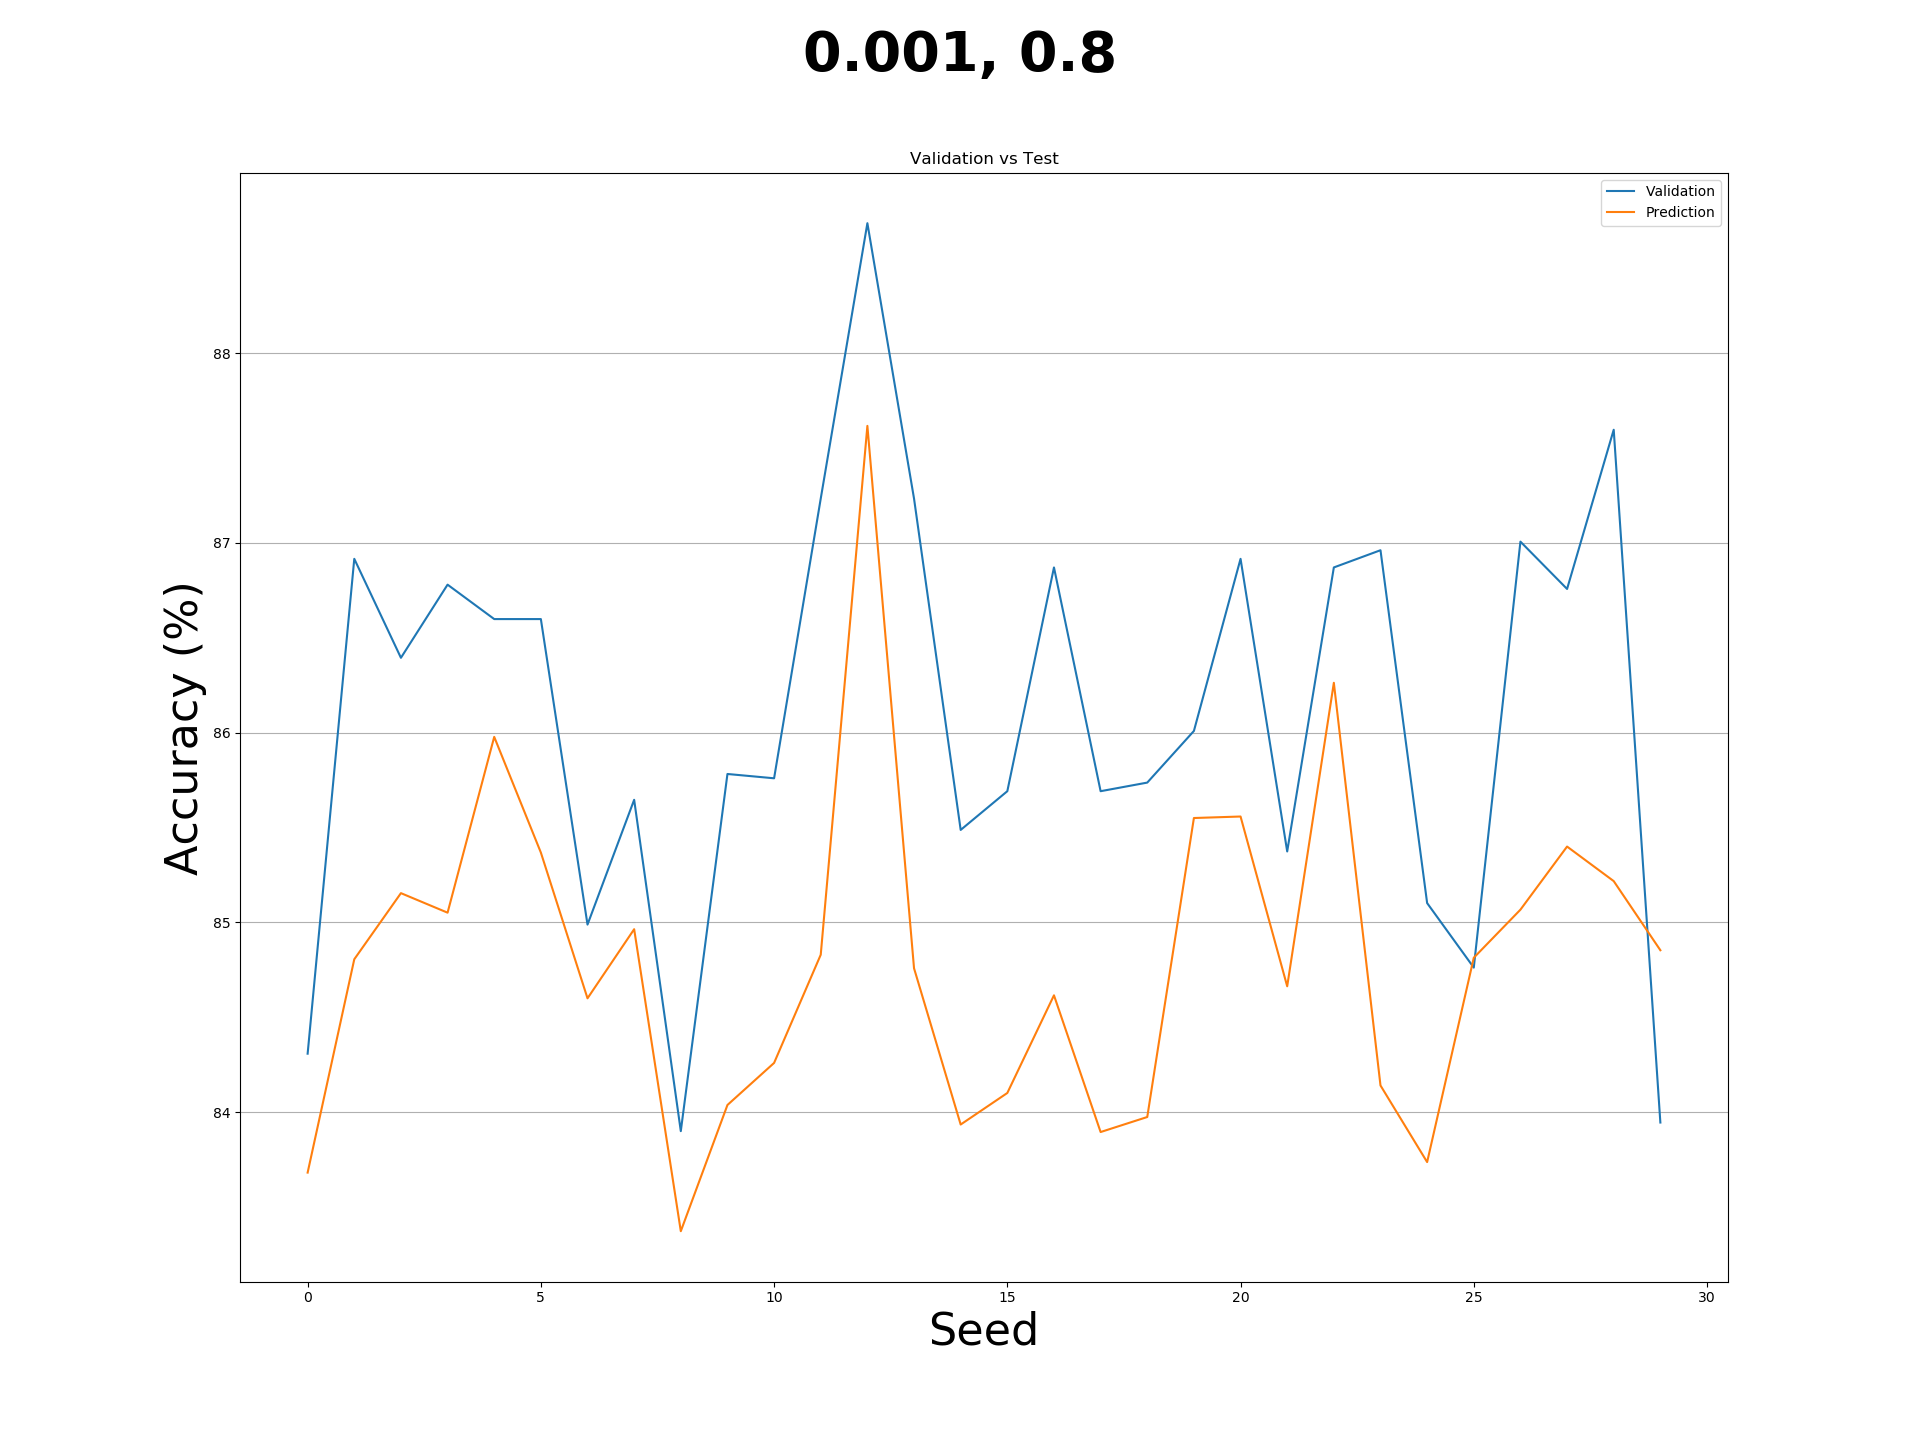 0.001, 0.8
Validation vs Test
Validation
Prediction
88
87
86
85
84
Accuracy (%)
0 5 10 15 20 25 30
Seed